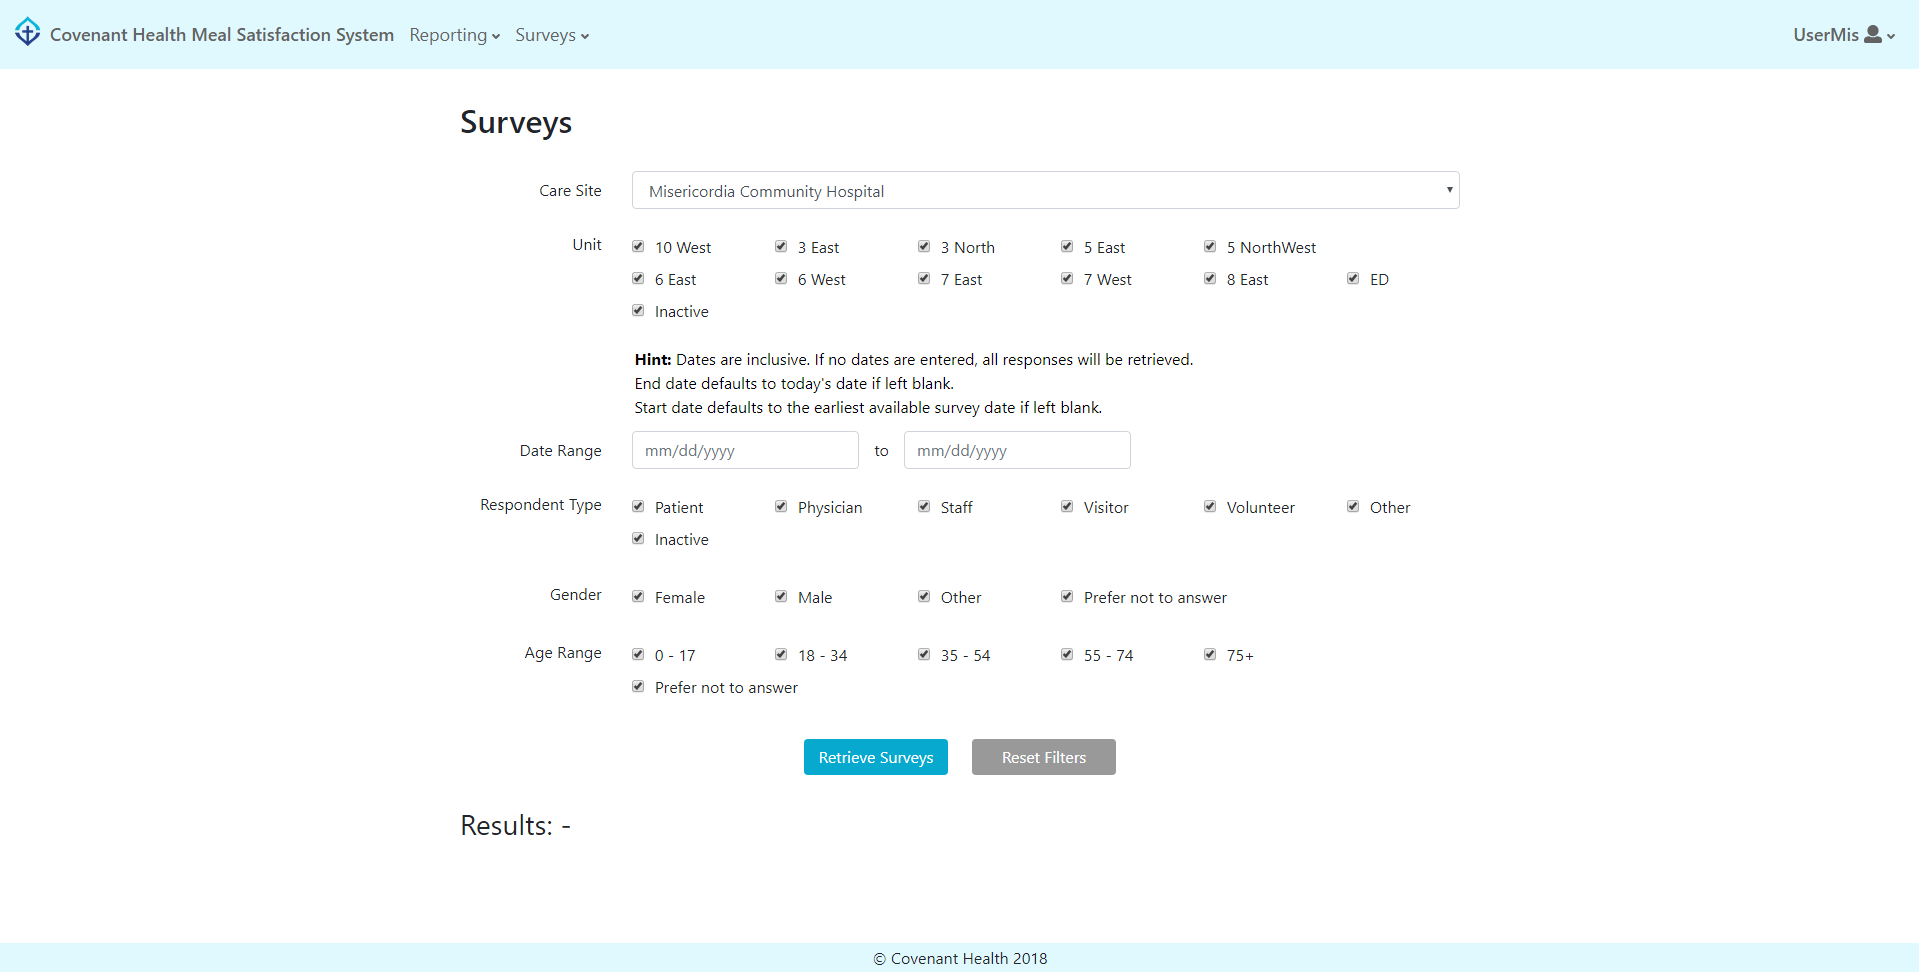 Covenant Health Meal Satisfaction System Reporting Surveys UserMis
Surveys
Care Site Misericordia Community Hospital
Unit 10 West 3 East 3 North 5 East 5 NorthWest
6 East 6 West 7 East 7 West 8 East ED
Inactive
Hint: Dates are inclusive. If no dates are entered, all responses will be retrieved.
End date defaults to today's date if left blank.
Start date defaults to the earliest available survey date if left blank.
Date Range mm/dd/yyyy to mm/dd/yyyy
Respondent Type Patient Physician Staff Visitor Volunteer Other
Inactive
Gender Female Male Other Prefer not to answer
Age Range 0 - 17 18 - 34 35 - 54 55 - 74 75+
Prefer not to answer
Retrieve Surveys Reset Filters
Results: -
© Covenant Health 2018